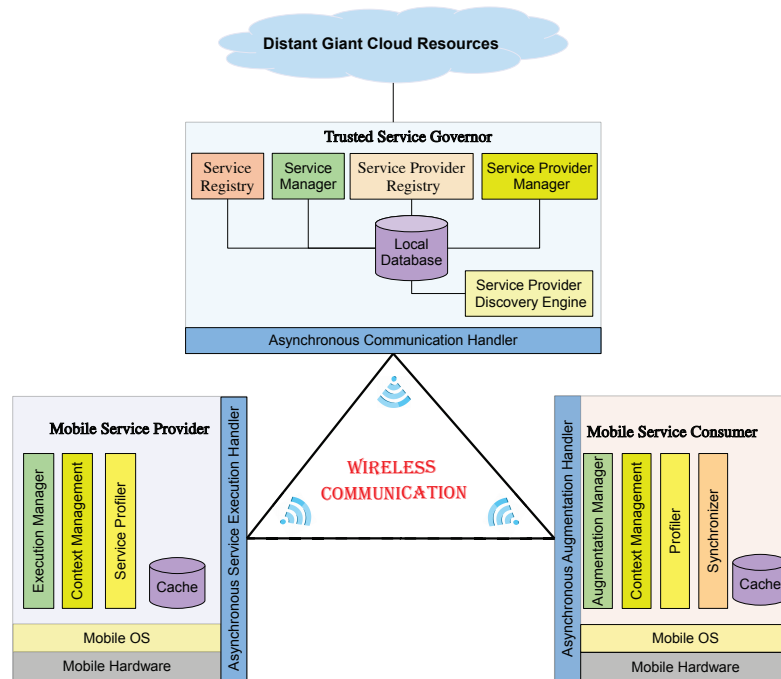 Distant Giant Cloud Resources
Trusted Service Governor
Service
Registry
Service
Manager
Service Provider
Registry
Service Provider
Manager
Local
Database
Service Provider
Discovery Engine
Asynchronous Communication Handler
Mobile Service Provider
Execution Manager
Context Management
Service Profiler
Cache
Asynchronous Service Execution Handler
Mobile OS
Mobile Hardware
WIRELESS
COMMUNICATION
Asynchronous Augmentation Handler
Mobile Service Consumer
Augmentation Manager
Context Management
Profiler
Synchronizer
Cache
Mobile OS
Mobile Hardware